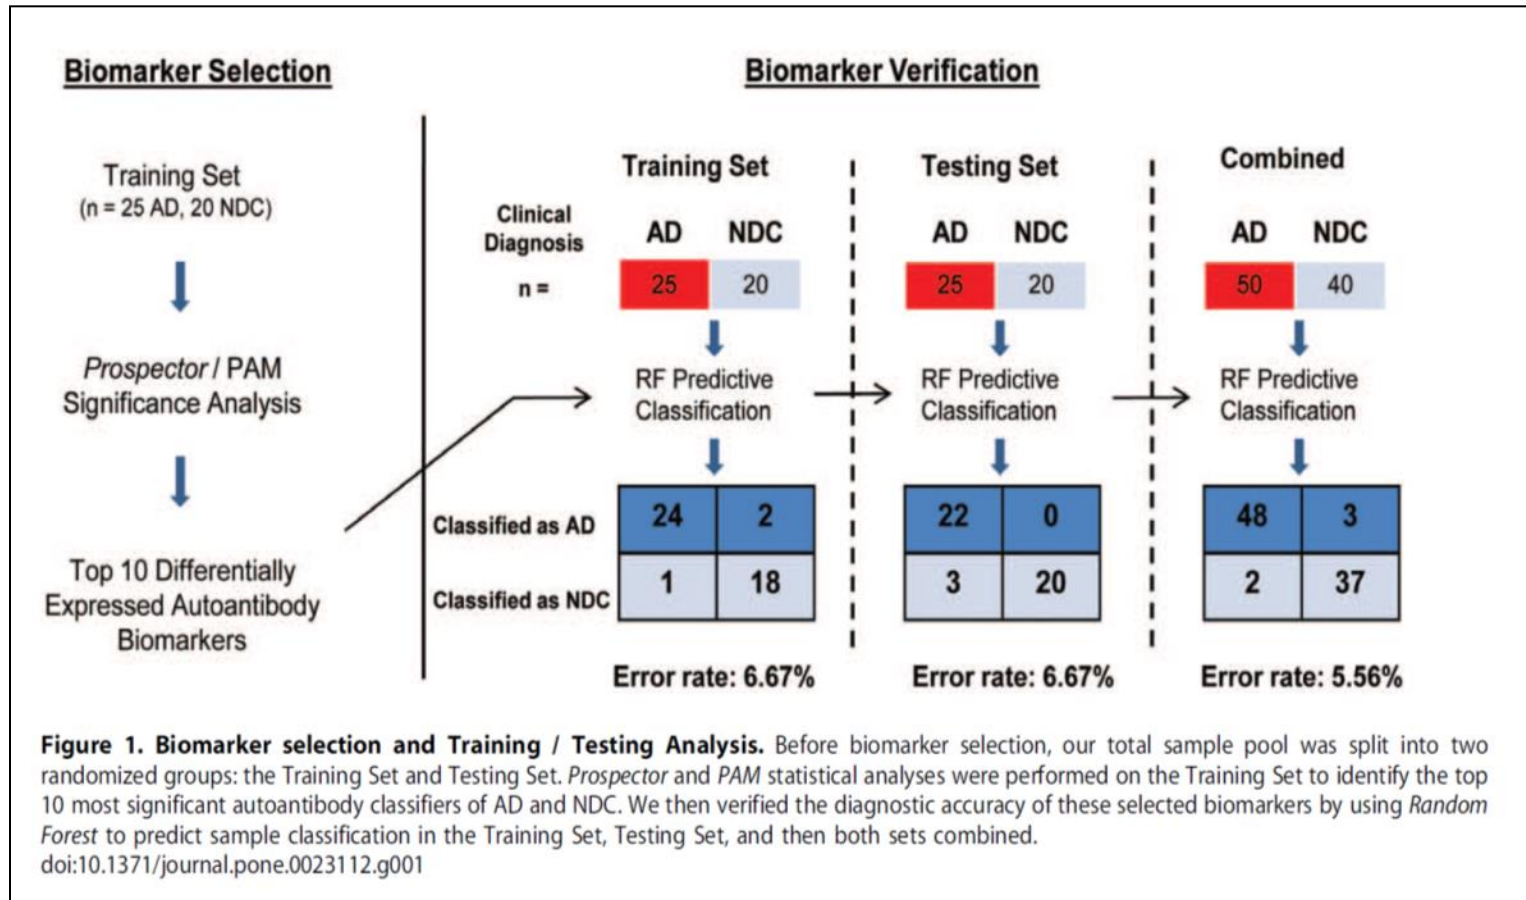 Biomarker Selection
Training Set
(n = 25 AD, 20 NDC)
Prospector / PAM
Significance Analysis
Top 10 Differentially
Expressed Autoantibody
Biomarkers
Biomarker Verification
Training Set
Testing Set
Combined
Clinical
Diagnosis
AD NDC
AD NDC
AD NDC
n =
25 20
25 20
50 40
RF Predictive
Classification
RF Predictive
Classification
RF Predictive
Classification
Classified as AD
24 2
22 0
48 3
Classified as NDC
1 18
3 20
2 37
Error rate: 6.67%
Error rate: 6.67%
Error rate: 5.56%
Figure 1. Biomarker selection and Training / Testing Analysis. Before biomarker selection, our total sample pool was split into two
randomized groups: the Training Set and Testing Set. Prospector and PAM statistical analyses were performed on the Training Set to identify the top
10 most significant autoantibody classifiers of AD and NDC. We then verified the diagnostic accuracy of these selected biomarkers by using Random
Forest to predict sample classification in the Training Set, Testing Set, and then both sets combined.
doi:10.1371/journal.pone.0023112.g001